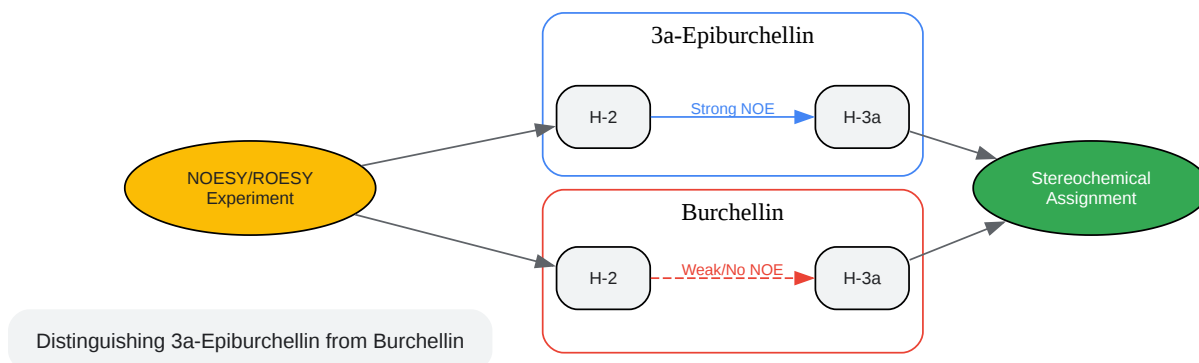 3a-Epiburchellin
H-2
Strong NOE
H-3a
NOESY/ROESY
Experiment
Stereochemical
Assignment
Burchellin
H-2
Weak/No NOE
H-3a
Distinguishing 3a-Epiburchellin from Burchellin